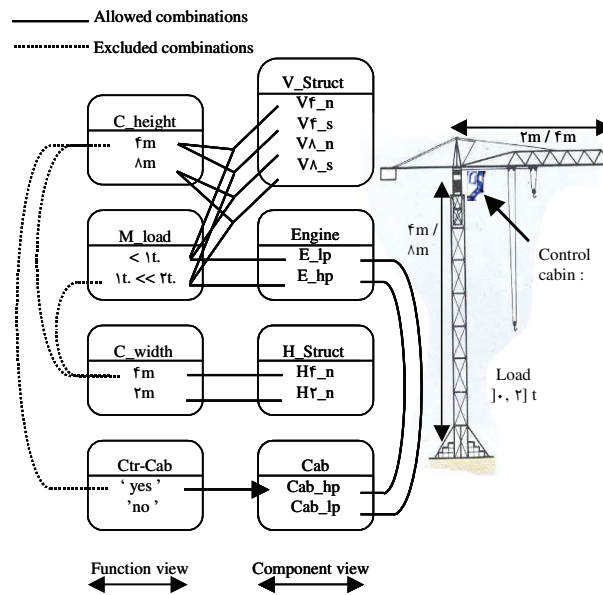 Allowed combinations
Excluded combinations
V_Struct
V۴_n
V۴_s
V۸_n
V۸_s
C_height
۴m
۸m
M_load
< ۱t.
۱t. << ۲t.
Engine
E_lp
E_hp
C_width
۴m
۲m
H_Struct
H۴_n
H۲_n
Ctr-Cab
‘ yes ’
’no ’
Cab
Cab_hp
Cab_lp
Function view
Component view
۲m / ۴m
۴m /
۸m
Control
cabin :
Load
]۰, ۲] t